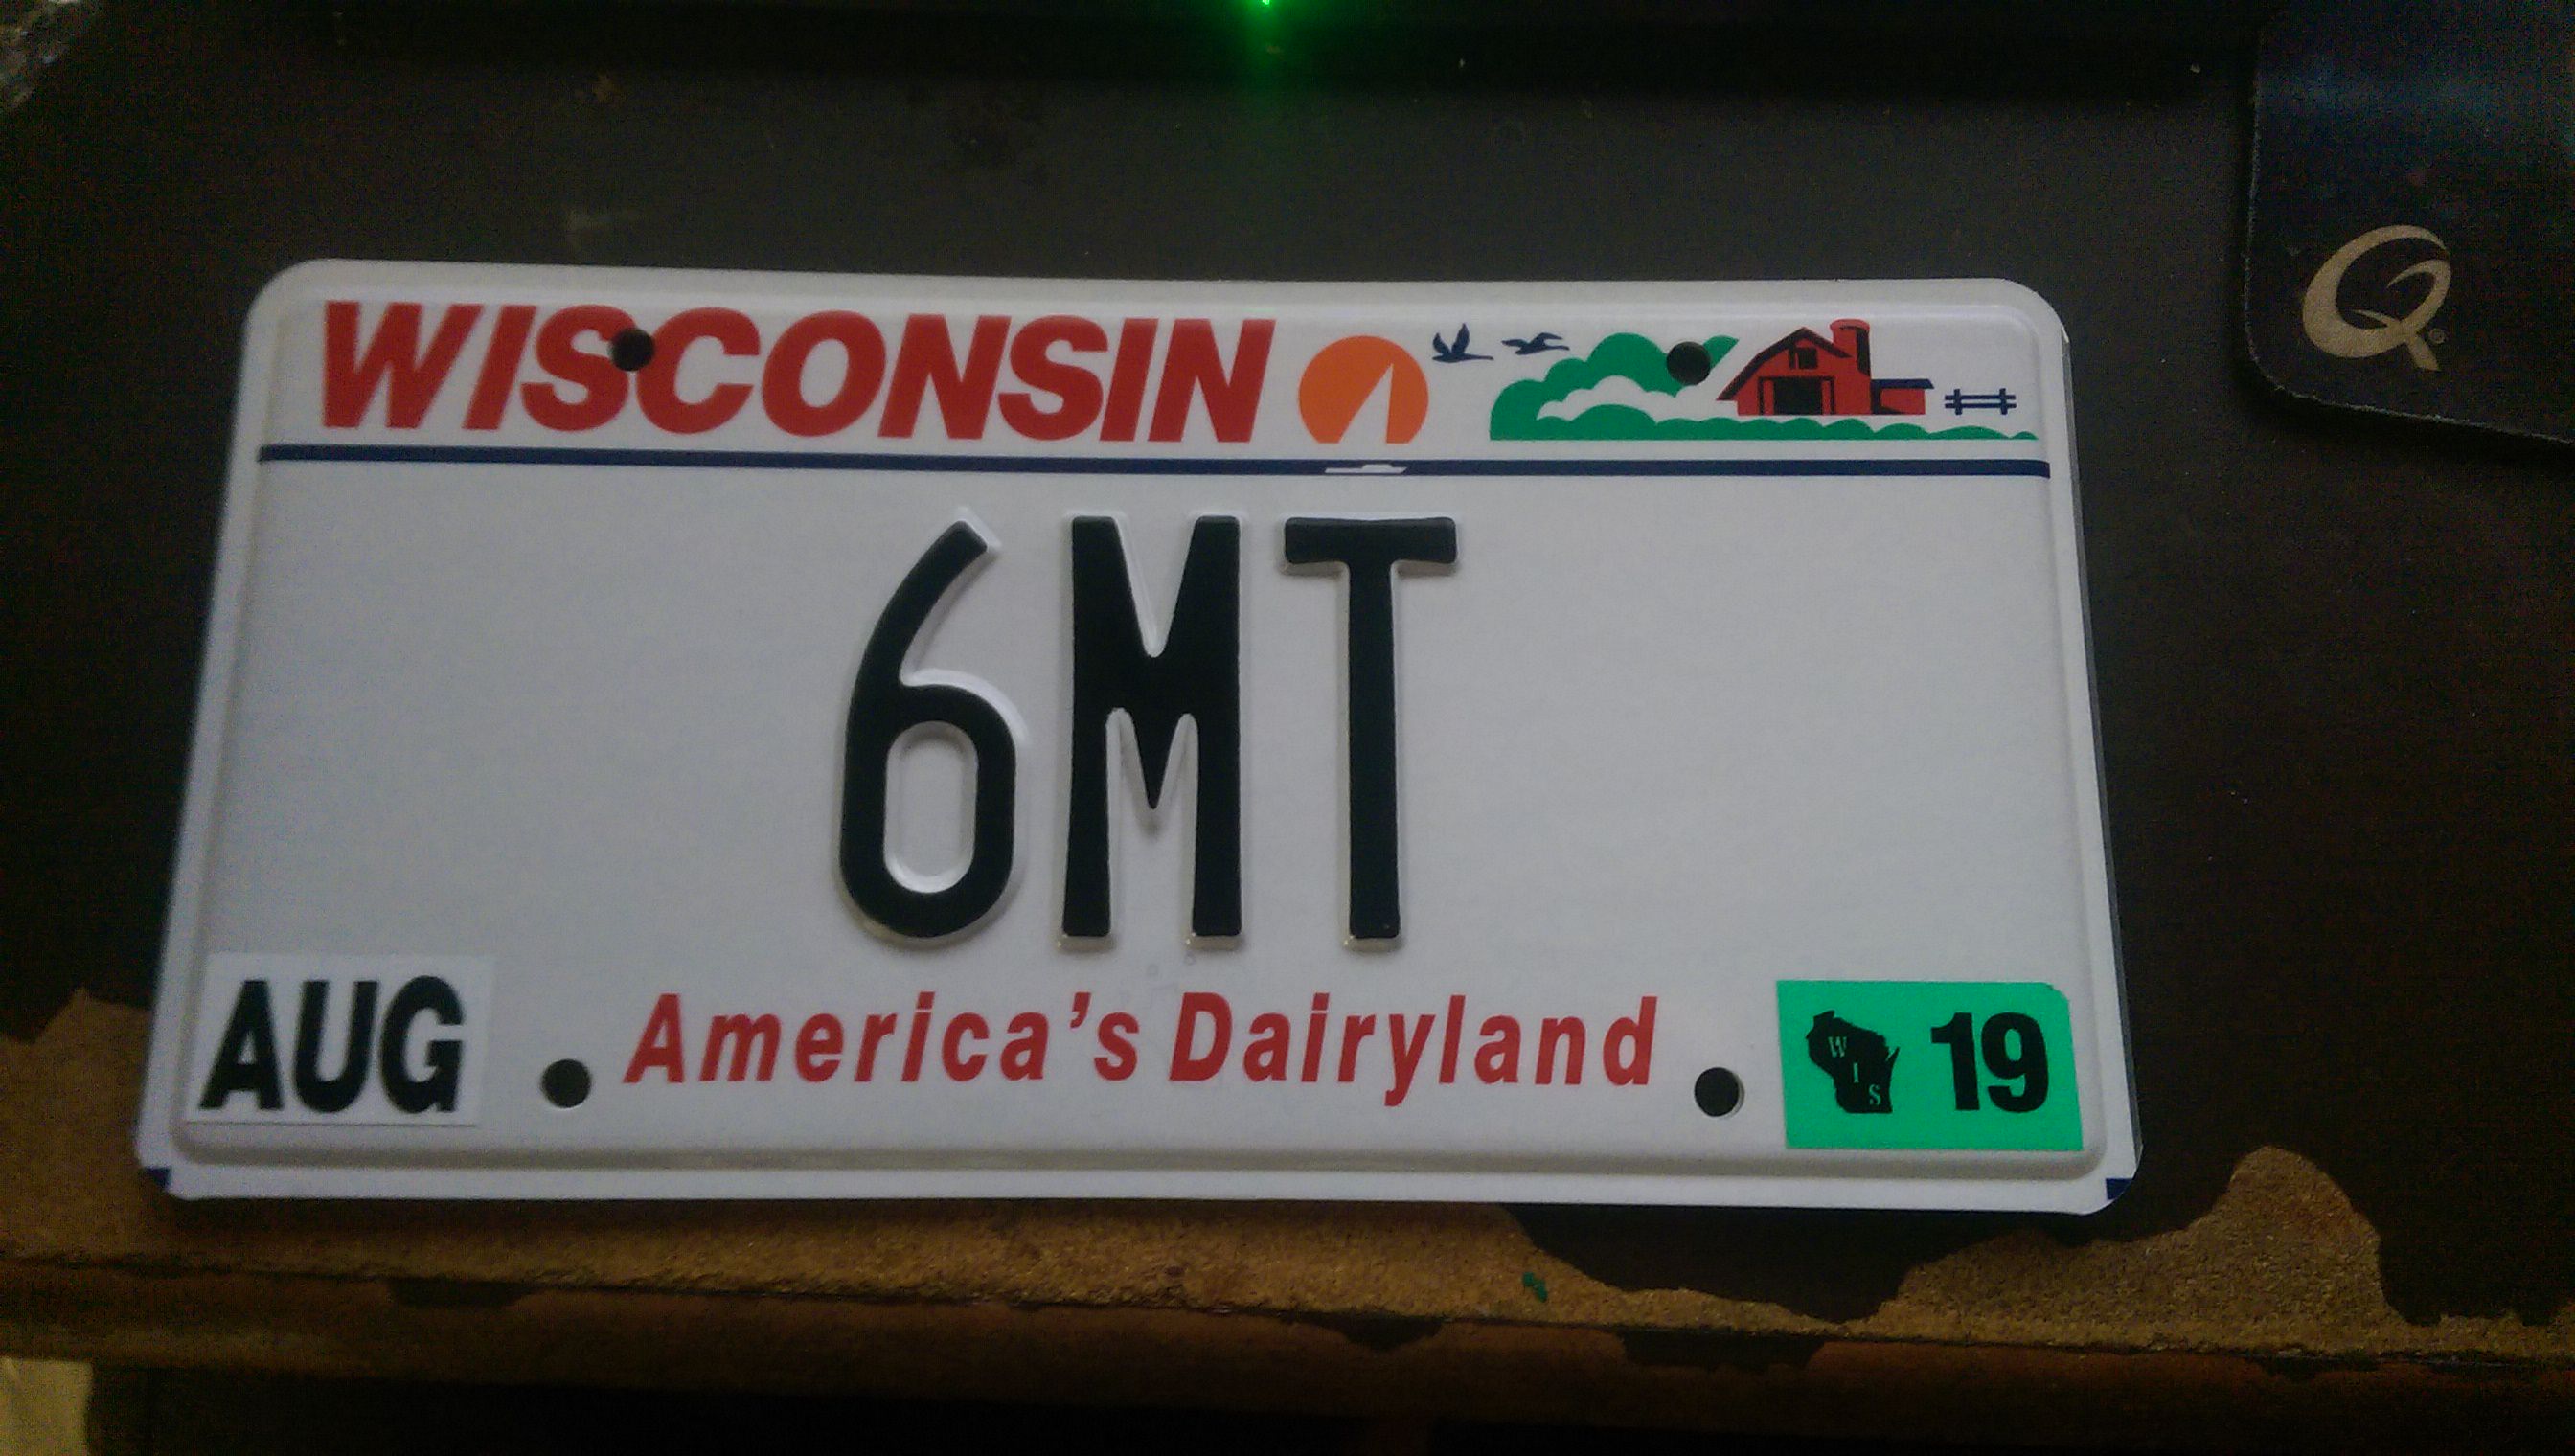 WISCONSIN
Q
6MT
AUG
America's Dairyland
WIS 19